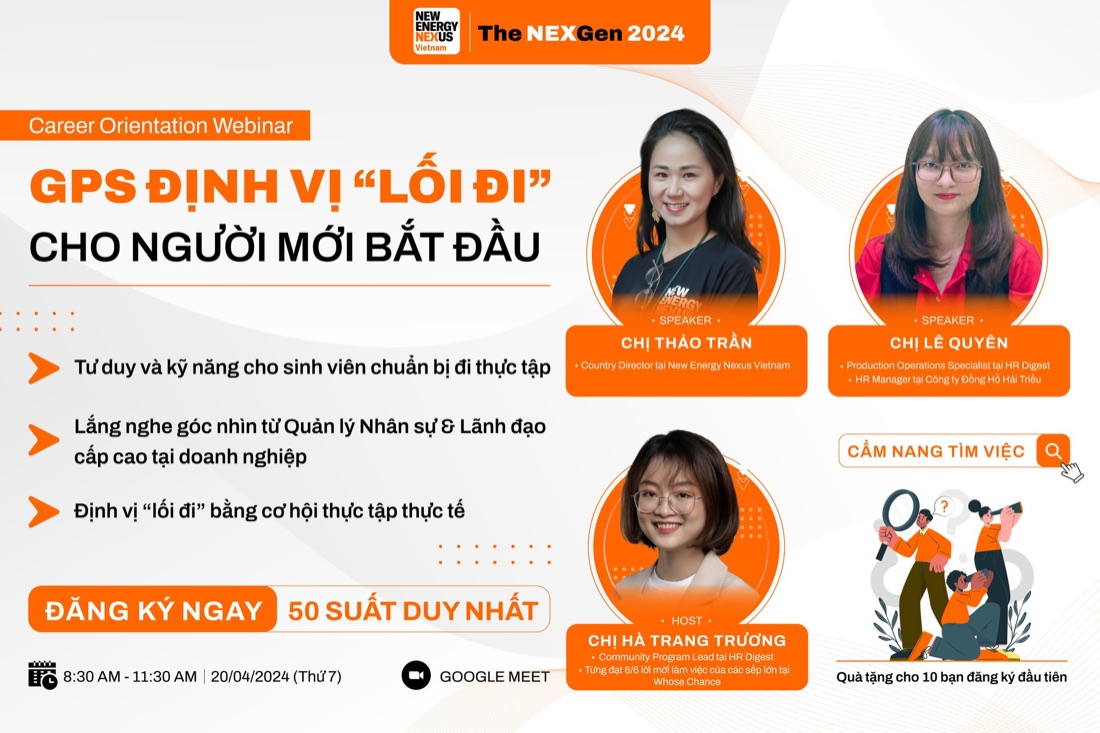 NEW
ENERGY
NEXUS
Vietnam
The NEXGen 2024
Career Orientation Webinar
GPS ĐỊNH VỊ “LỐI ĐI”
CHO NGƯỜI MỚI BẮT ĐẦU
Tư duy và kỹ năng cho sinh viên chuẩn bị đi thực tập
Lắng nghe góc nhìn từ Quản lý Nhân sự & Lãnh đạo
cấp cao tại doanh nghiệp
Định vị “lối đi” bằng cơ hội thực tập thực tế
ĐĂNG KÝ NGAY
50 SUẤT DUY NHẤT
8:30 AM - 11:30 AM | 20/04/2024 (Thứ 7)
GOOGLE MEET
NEW
ENERGY
NEXUS
• SPEAKER •
CHỊ THẢO TRẦN
• Country Director tại New Energy Nexus Vietnam
• SPEAKER •
CHỊ LÊ QUYÊN
• Production Operations Specialist tại HR Digest
• HR Manager tại Công ty Đồng Hồ Hải Triều
• HOST •
CHỊ HÀ TRANG TRƯƠNG
• Community Program Lead tại HR Digest
• Từng đạt 6/6 lời mời làm việc của các sếp lớn tại
Whose Chance
CẨM NANG TÌM VIỆC
?
Quà tặng cho 10 bạn đăng ký đầu tiên